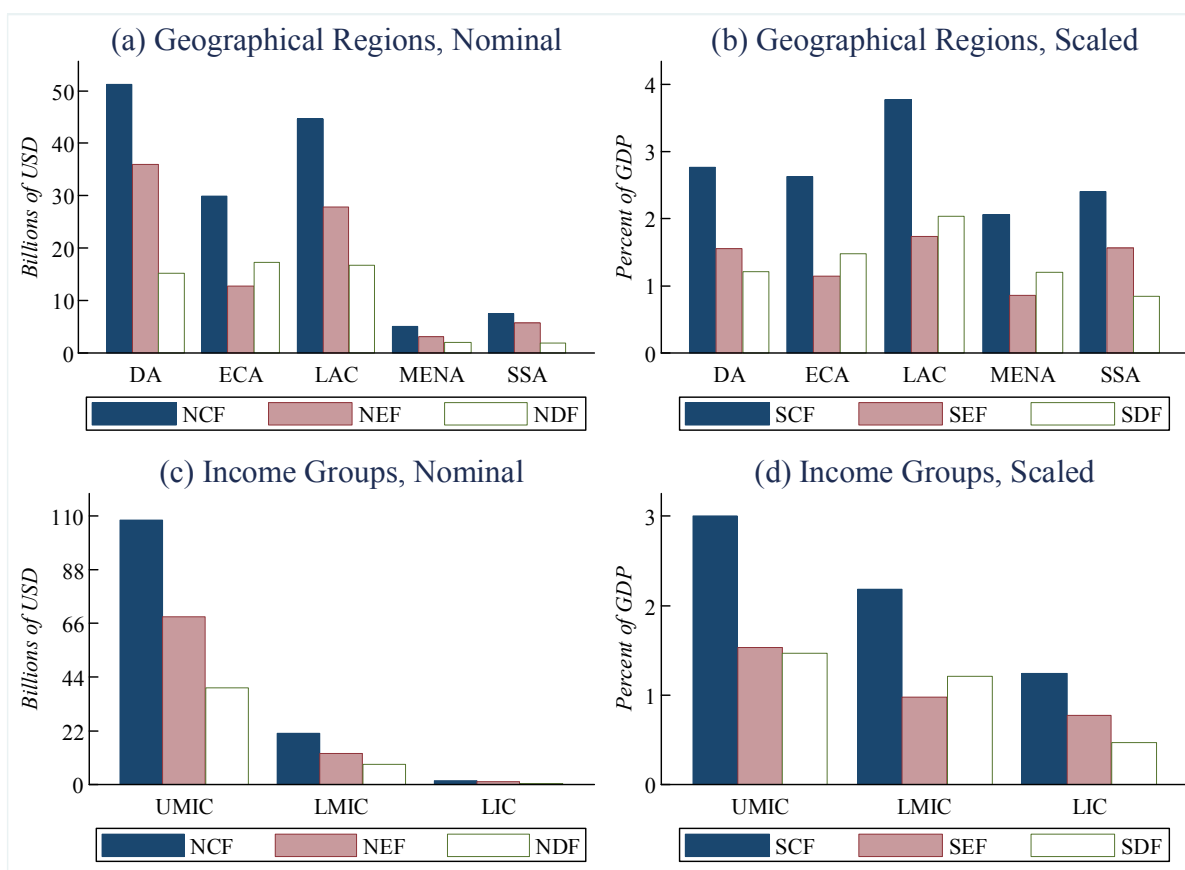 (a) Geographical Regions, Nominal
Billions of USD
50
40
30
20
10
0
DA ECA LAC MENA SSA
NCF NEF NDF
(b) Geographical Regions, Scaled
Percent of GDP
4
3
2
1
0
DA ECA LAC MENA SSA
SCF SEF SDF
(c) Income Groups, Nominal
Billions of USD
110
88
66
44
22
0
UMIC LMIC LIC
NCF NEF NDF
(d) Income Groups, Scaled
Percent of GDP
3
2
1
0
UMIC LMIC LIC
SCF SEF SDF